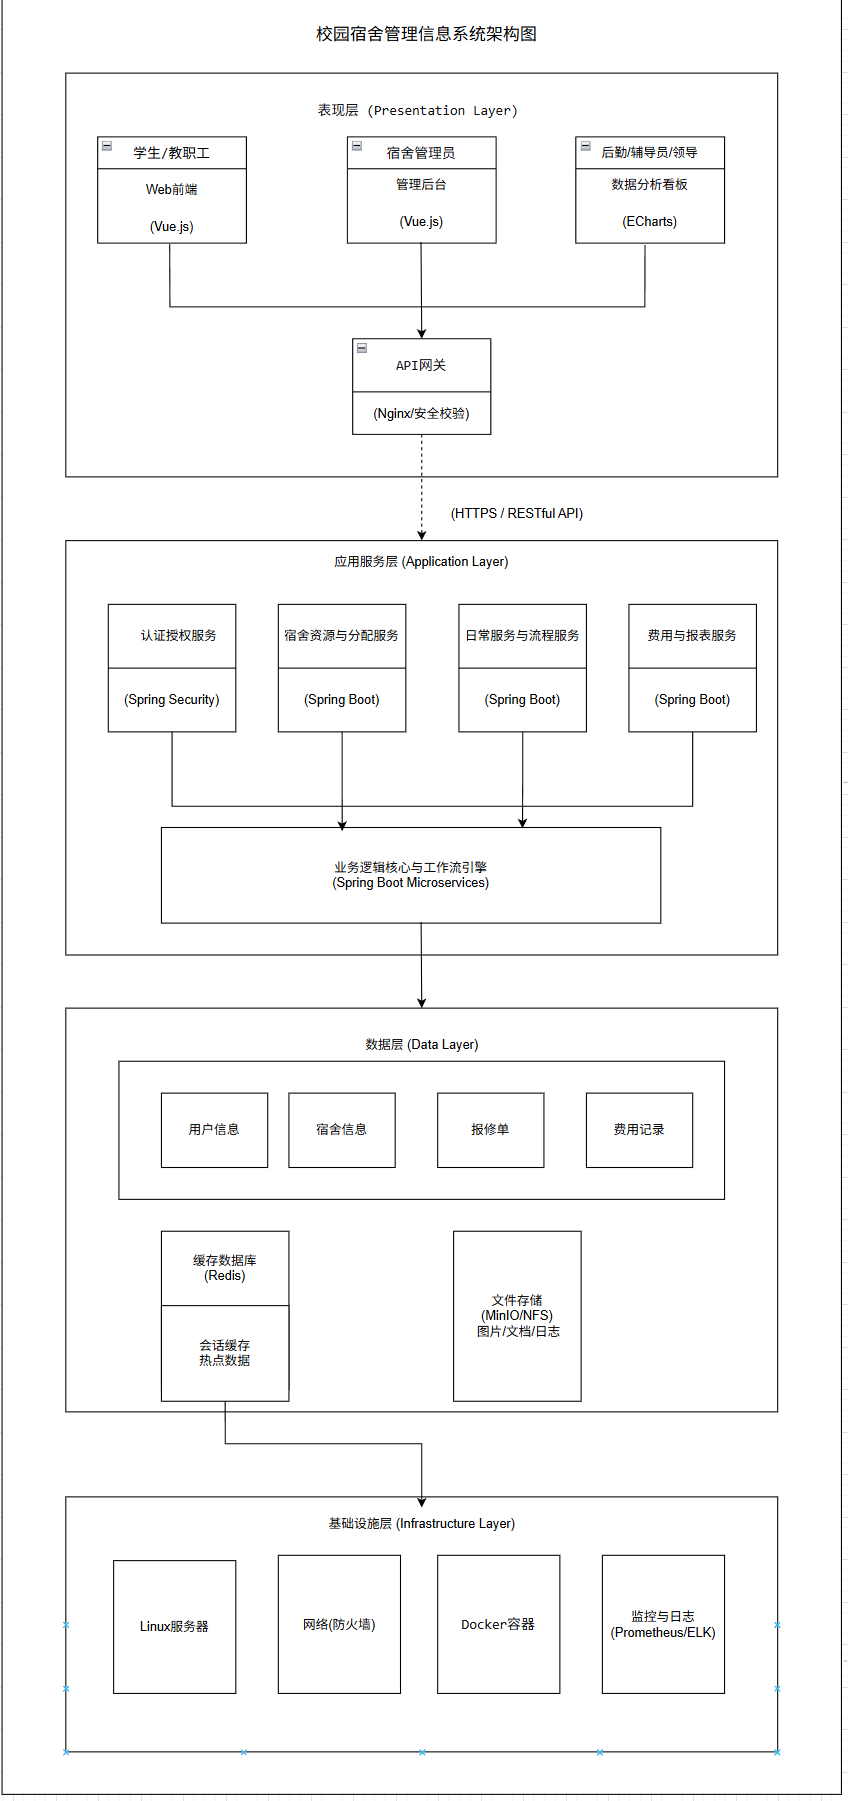 校园宿舍管理信息系统架构图
表现层 (Presentation Layer)
学生/教职工
Web前端
(Vue.js)
宿舍管理员
管理后台
(Vue.js)
后勤/辅导员/领导
数据分析看板
(ECharts)
API网关
(Nginx/安全校验)
(HTTPS / RESTful API)
应用服务层 (Application Layer)
认证授权服务
(Spring Security)
宿舍资源与分配服务
(Spring Boot)
日常服务与流程服务
(Spring Boot)
费用与报表服务
(Spring Boot)
业务逻辑核心与工作流引擎
(Spring Boot Microservices)
数据层 (Data Layer)
用户信息
宿舍信息
报修单
费用记录
缓存数据库
(Redis)
会话缓存
热点数据
文件存储
(MinIO/NFS)
图片/文档/日志
基础设施层 (Infrastructure Layer)
Linux服务器
网络(防火墙)
Docker容器
监控与日志
(Prometheus/ELK)